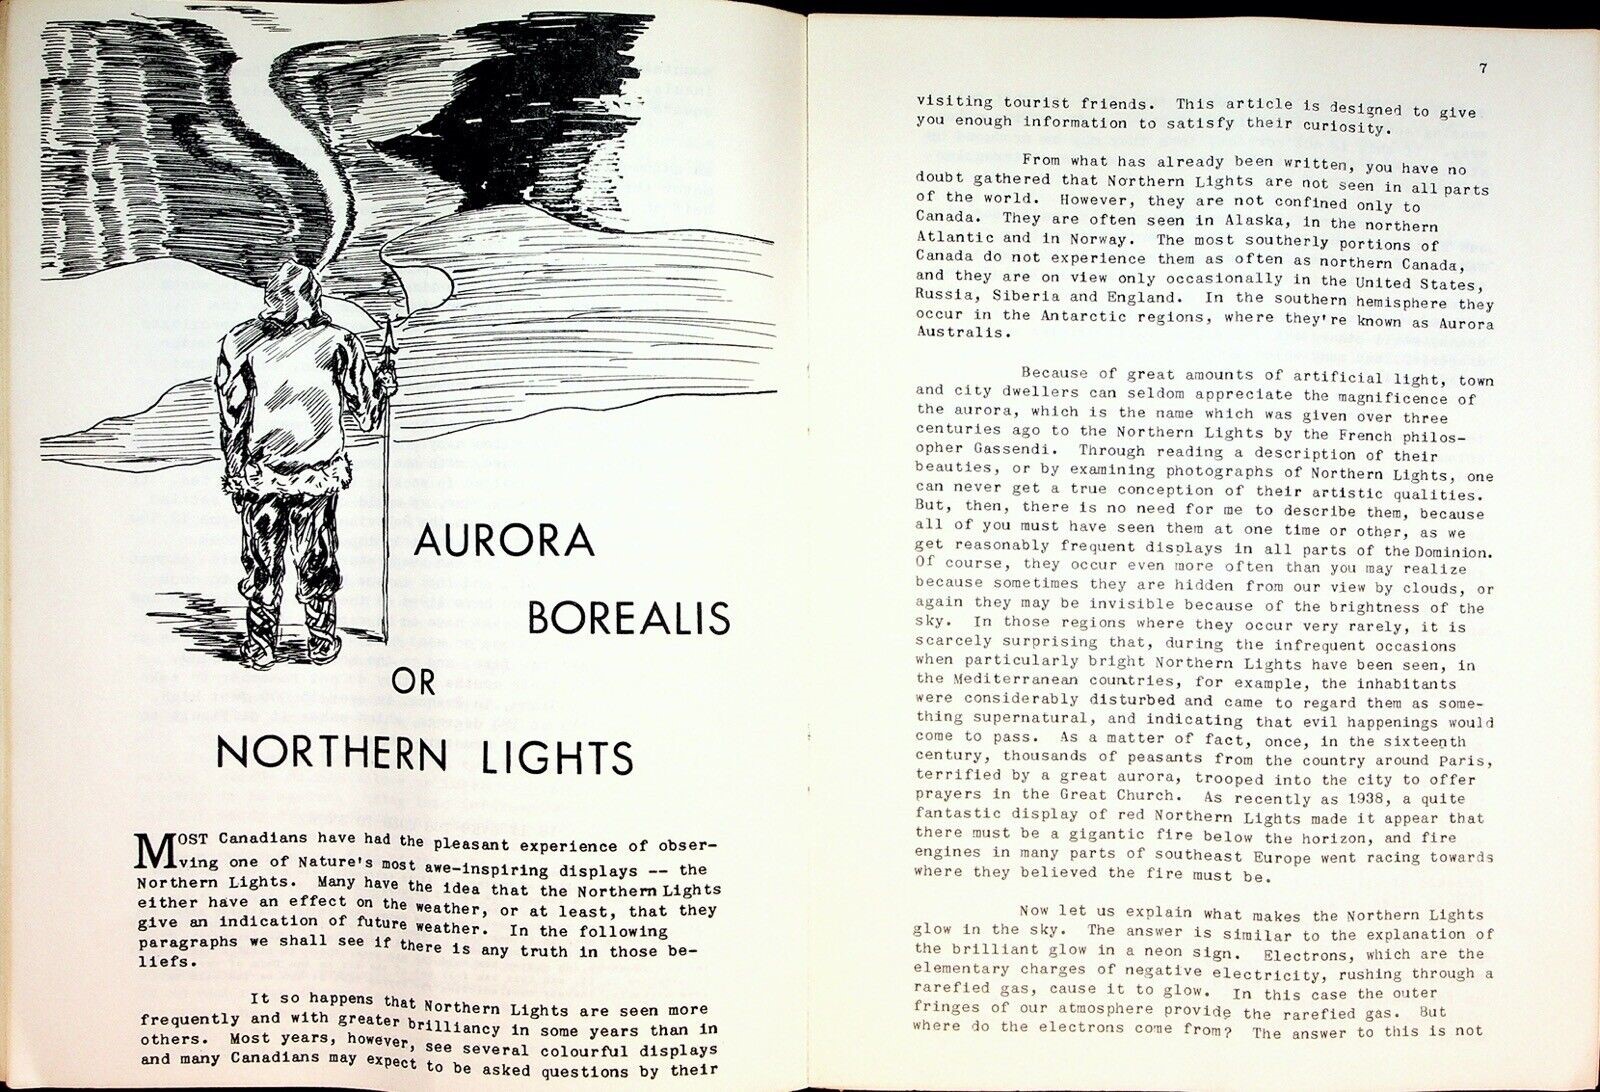 AURORA
BOREALIS
OR
NORTHERN LIGHTS
MOST Canadians have had the pleasant experience of obser-
ving one of Nature's most awe-inspiring displays -- the
Northern Lights. Many have the idea that the Northern Lights
either have an effect on the weather, or at least, that they
give an indication of future weather. In the following
paragraphs we shall see if there is any truth in those be-
liefs.
It so happens that Northern Lights are seen more
frequently and with greater brilliancy in some years than in
others. Most years, however, see several colourful displays
and many Canadians may expect to be asked questions by their
7
visiting tourist friends. This article is designed to give
you enough information to satisfy their curiosity.
From what has already been written, you have no
doubt gathered that Northern Lights are not seen in all parts
of the world. However, they are not confined only to
Canada. They are often seen in Alaska, in the northern
Atlantic and in Norway. The most southerly portions of
Canada do not experience them as often as northern Canada,
and they are on view only occasionally in the United States,
Russia, Siberia and England. In the southern hemisphere they
occur in the Antarctic regions, where they're known as Aurora
Australis.
Because of great amounts of artificial light, town
and city dwellers can seldom appreciate the magnificence of
the aurora, which is the name which was given over three
centuries ago to the Northern Lights by the French philos-
opher Gassendi. Through reading a description of their
beauties, or by examining photographs of Northern Lights, one
can never get a true conception of their artistic qualities.
But, then, there is no need for me to describe them, because
all of you must have seen them at one time or other, as we
get reasonably frequent displays in all parts of the Dominion.
Of course, they occur even more often than you may realize
because sometimes they are hidden from our view by clouds, or
again they may be invisible because of the brightness of the
sky. In those regions where they occur very rarely, it is
scarcely surprising that, during the infrequent occasions
when particularly bright Northern Lights have been seen, in
the Mediterranean countries, for example, the inhabitants
were considerably disturbed and came to regard them as some-
thing supernatural, and indicating that evil happenings would
come to pass. As a matter of fact, once, in the sixteenth
century, thousands of peasants from the country around Paris,
terrified by a great aurora, trooped into the city to offer
prayers in the Great Church. As recently as 1938, a quite
fantastic display of red Northern Lights made it appear that
there must be a gigantic fire below the horizon, and fire
engines in many parts of southeast Europe went racing towards
where they believed the fire must be.
Now let us explain what makes the Northern Lights
glow in the sky. The answer is similar to the explanation of
the brilliant glow in a neon sign. Electrons, which are the
elementary charges of negative electricity, rushing through a
rarefied gas, cause it to glow. In this case the outer
fringes of our atmosphere provide the rarefied gas. But
where do the electrons come from? The answer to this is not